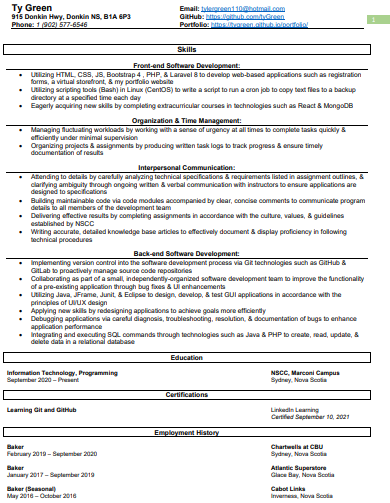 Ty Green
Email: tylergreen110@hotmail.com
915 Donkin Hwy, Donkin NS, B1A 6P3
GitHub: https://github.com/tyGreen
Phone: 1 (902) 577-6546
Portfolio: https://tygreen.github.io/portfolio/
1
Skills
Front-end Software Development:
• Utilizing HTML, CSS, JS, Bootstrap 4 , PHP, & Laravel 8 to develop web-based applications such as registration
forms, a virtual storefront, & my portfolio website
• Utilizing scripting tools (Bash) in Linux (CentOS) to write a script to run a cron job to copy text files to a backup
directory at a specified time each day
• Eagerly acquiring new skills by completing extracurricular courses in technologies such as React & MongoDB
Organization & Time Management:
• Managing fluctuating workloads by working with a sense of urgency at all times to complete tasks quickly &
efficiently under minimal supervision
• Organizing projects & assignments by producing written task logs to track progress & ensure timely
documentation of results
Interpersonal Communication:
• Attending to details by carefully analyzing technical specifications & requirements listed in assignment outlines, &
clarifying ambiguity through ongoing written & verbal communication with instructors to ensure applications are
designed to specifications
• Building maintainable code via code modules accompanied by clear, concise comments to communicate program
details to all members of the development team
• Delivering effective results by completing assignments in accordance with the culture, values, & guidelines
established by NSCC
• Writing accurate, detailed knowledge base articles to effectively document & display proficiency in following
technical procedures
Back-end Software Development:
• Implementing version control into the software development process via Git technologies such as GitHub &
GitLab to proactively manage source code repositories
• Collaborating as part of a small, independently-organized software development team to improve the functionality
of a pre-existing application through bug fixes & UI enhancements
• Utilizing Java, JFrame, Junit, & Eclipse to design, develop, & test GUI applications in accordance with the
principles of UI/UX design
• Applying new skills by redesigning applications to achieve goals more efficiently
• Debugging applications via careful diagnosis, troubleshooting, resolution, & documentation of bugs to enhance
application performance
• Integrating and executing SQL commands through technologies such as Java & PHP to create, read, update, &
delete data in a relational database
Education
Information Technology, Programming
NSCC, Marconi Campus
September 2020 – Present
Sydney, Nova Scotia
Certifications
Learning Git and GitHub
LinkedIn Learning
Certified September 10, 2021
Employment History
Baker
Chartwells at CBU
February 2019 – September 2020
Sydney, Nova Scotia
Baker
Atlantic Superstore
January 2017 – September 2019
Glace Bay, Nova Scotia
Baker (Seasonal)
Cabot Links
May 2016 – October 2016
Inverness, Nova Scotia